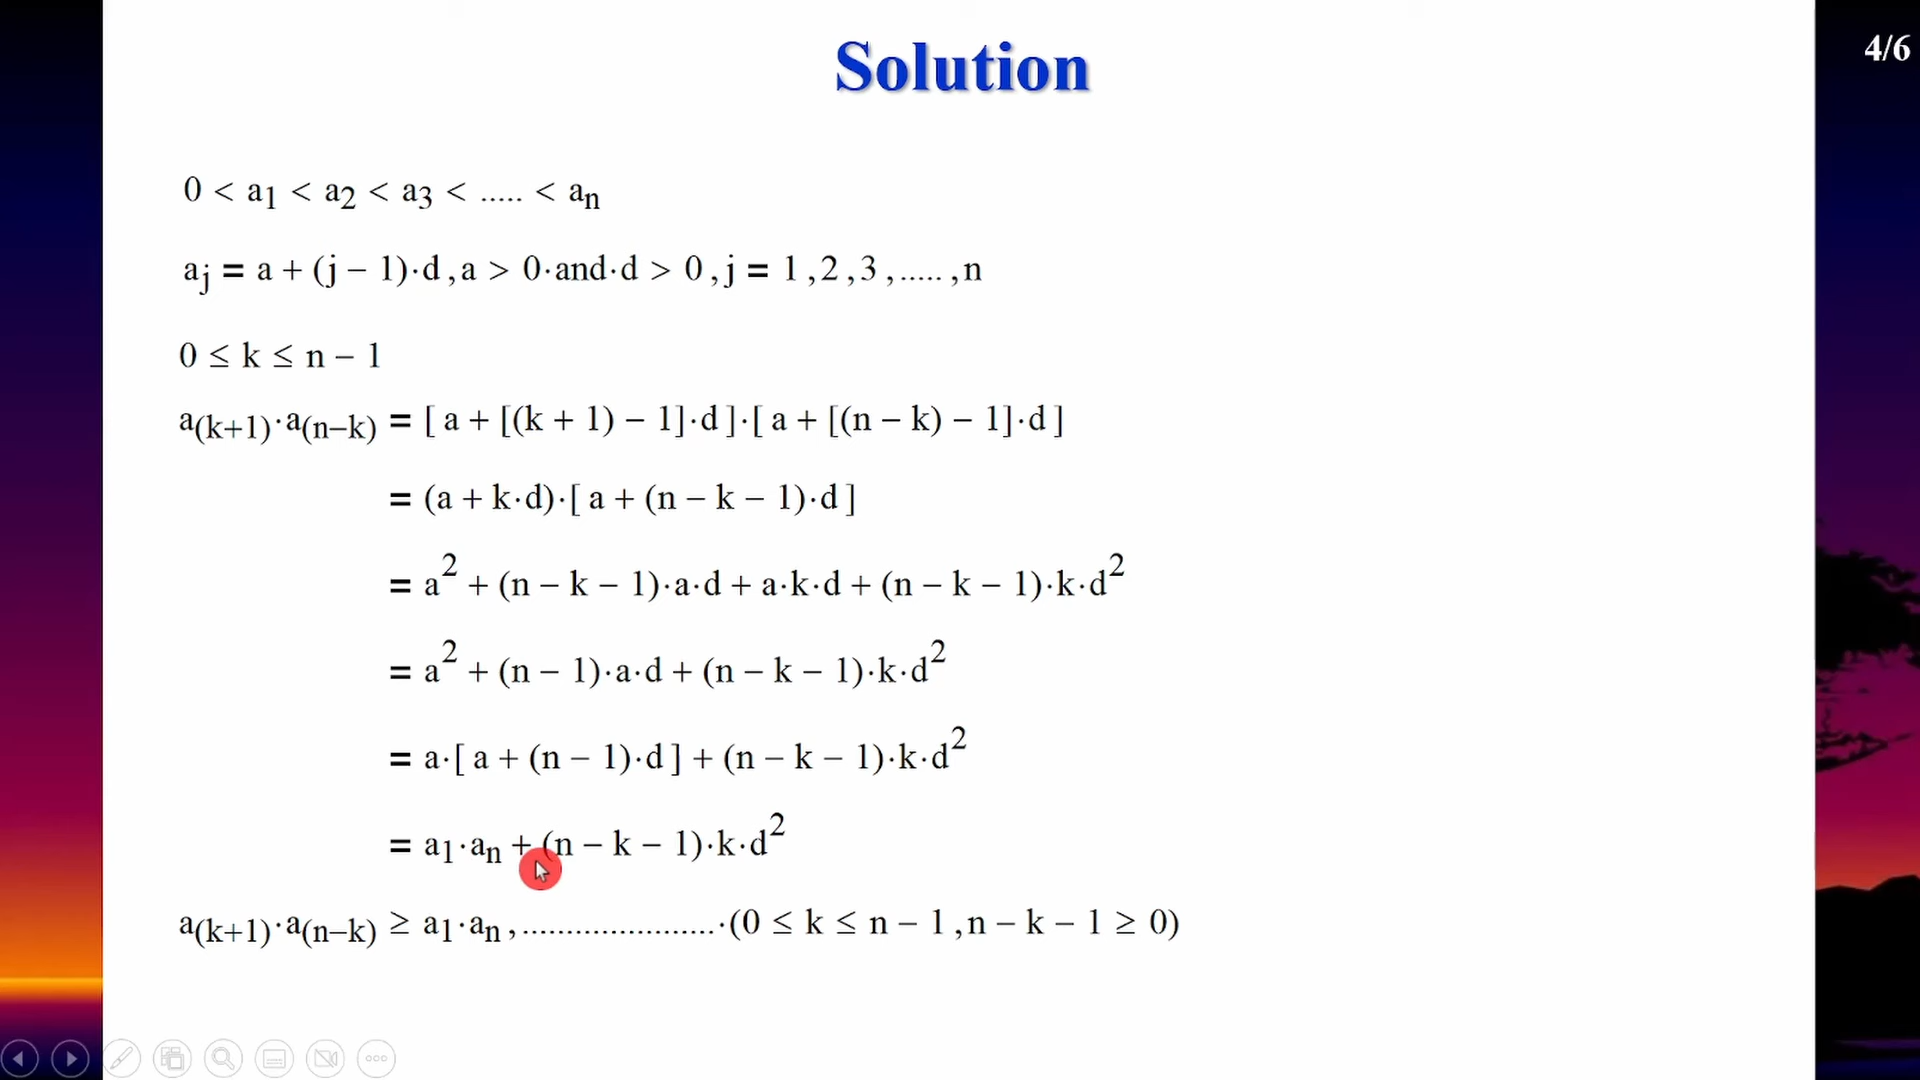 Solution
4/6
0 < a1 < a2 < a3 < ..... < an
aj = a + (j − 1)·d , a > 0·and·d > 0 , j = 1 , 2 , 3 , ..... , n
0 ≤ k ≤ n − 1
a(k+1)·a(n−k) = [ a + [(k + 1) − 1]·d ]·[ a + [(n − k) − 1]·d ]
= (a + k·d)·[ a + (n − k − 1)·d ]
= a² + (n − k − 1)·a·d + a·k·d + (n − k − 1)·k·d²
= a² + (n − 1)·a·d + (n − k − 1)·k·d²
= a·[ a + (n − 1)·d ] + (n − k − 1)·k·d²
= a1·an + (n − k − 1)·k·d²
a(k+1)·a(n−k) ≥ a1·an , ......................·(0 ≤ k ≤ n − 1 , n − k − 1 ≥ 0)